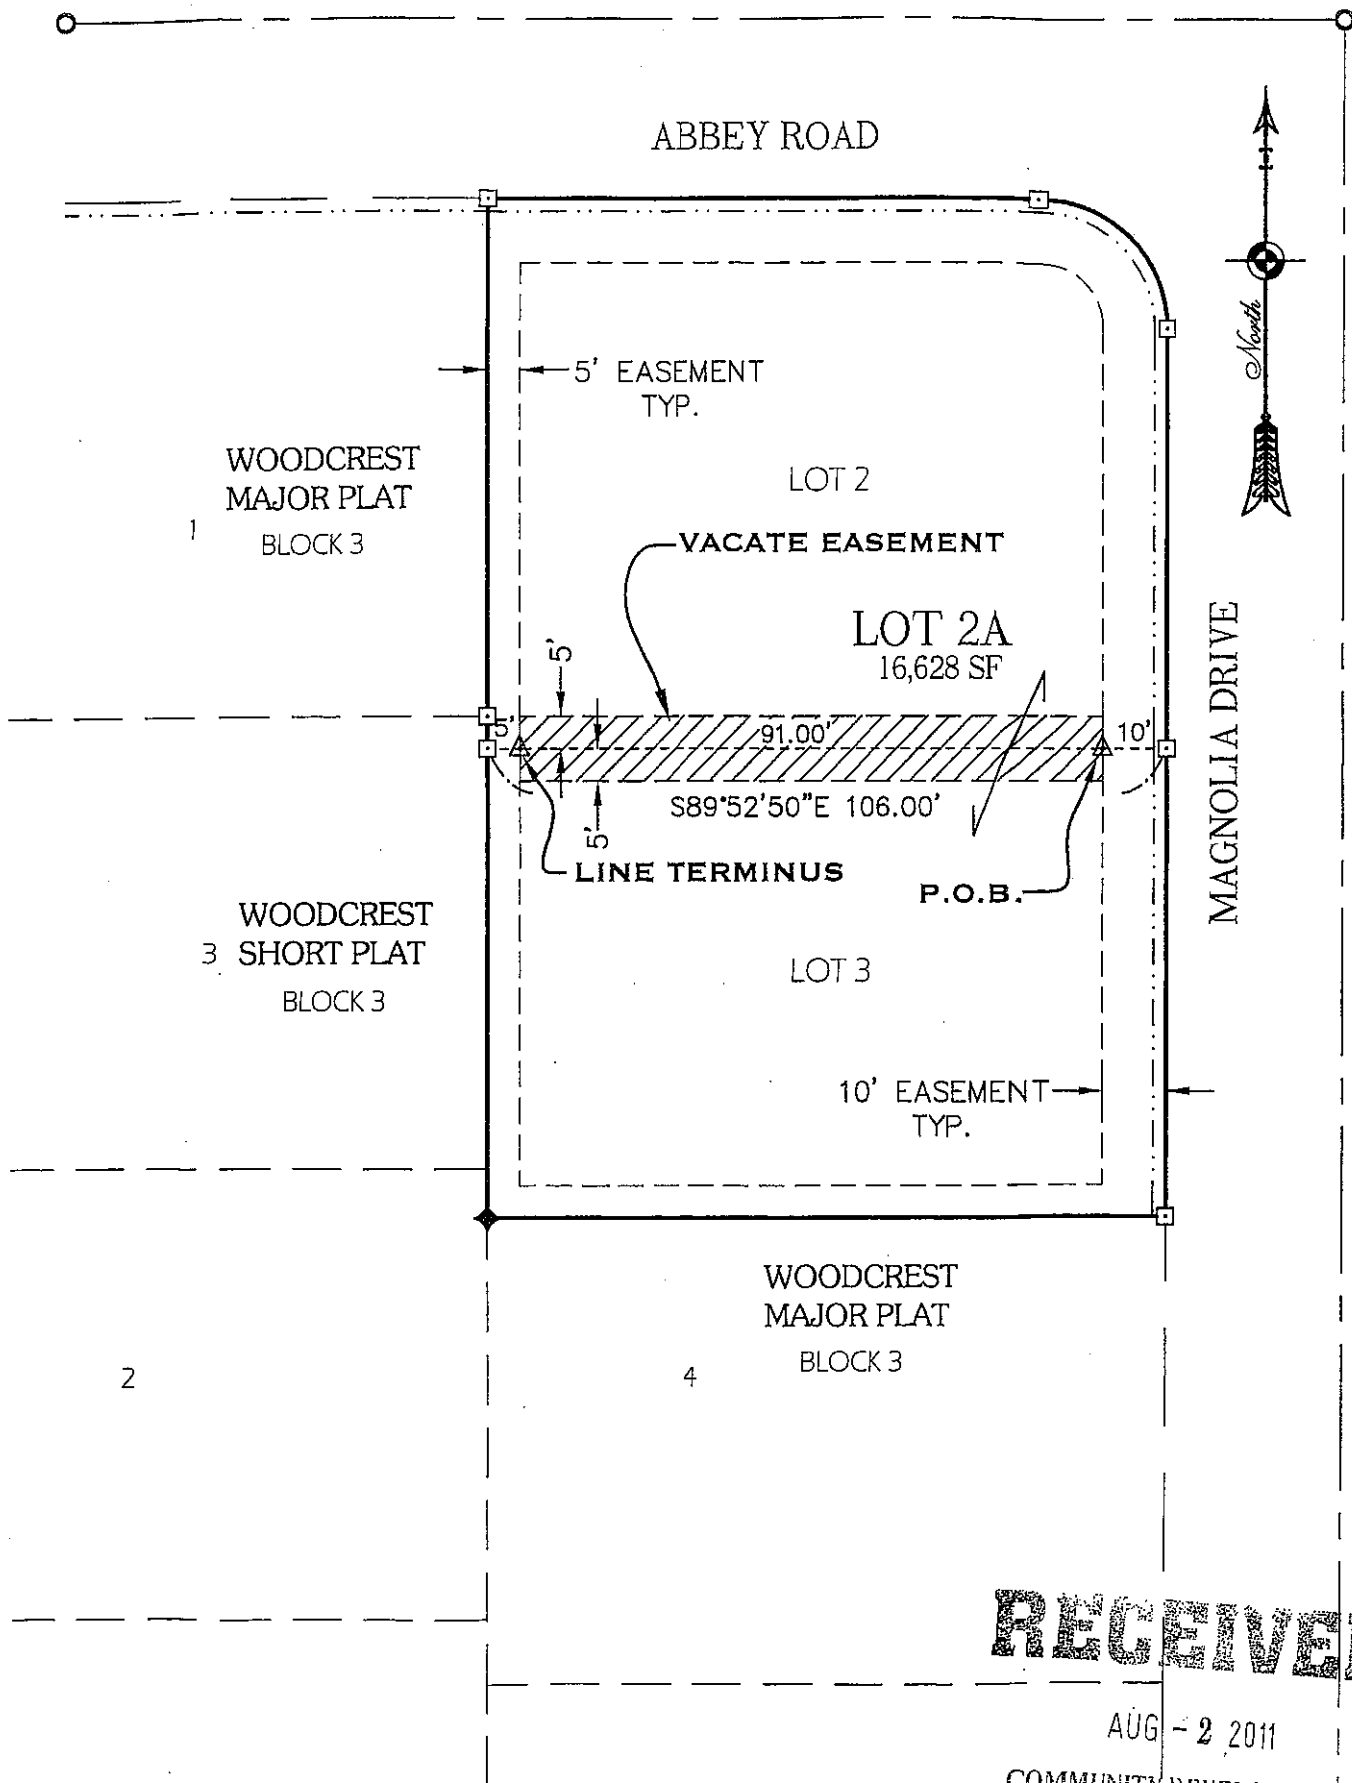 ABBEY ROAD
North
5' EASEMENT
TYP.
WOODCREST
MAJOR PLAT
1
BLOCK 3
LOT 2
VACATE EASEMENT
LOT 2A
16,628 SF
MAGNOLIA DRIVE
5'
5'
91.00'
10'
S89°52'50"E 106.00'
5'
LINE TERMINUS
P.O.B.
WOODCREST
3 SHORT PLAT
BLOCK 3
LOT 3
10' EASEMENT
TYP.
WOODCREST
MAJOR PLAT
BLOCK 3
2
4
RECEIVE
AUG - 2 2011
COMMUNITY